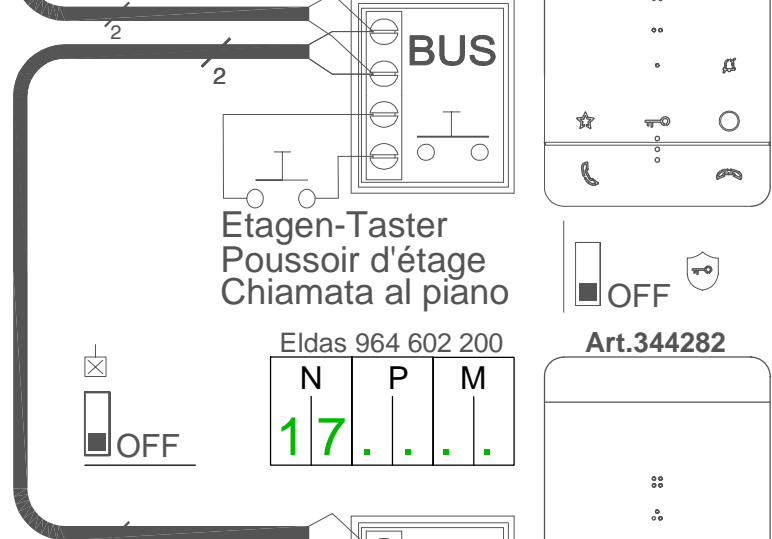 2
BUS
2
Etagen-Taster
Poussoir d'étage
Chiamata al piano
OFF
Eldas 964 602 200
Art.344282
N P M
17. . . .
OFF